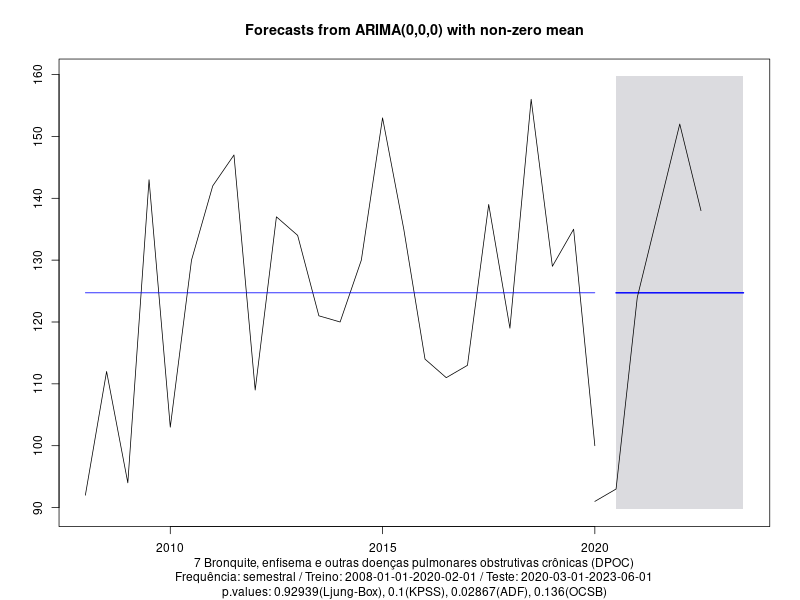 Forecasts from ARIMA(0,0,0) with non-zero mean
160
150
140
130
120
110
100
90
2010 2015 2020
7 Bronquite, enfisema e outras doenças pulmonares obstrutivas crônicas (DPOC)
Frequência: semestral / Treino: 2008-01-01-2020-02-01 / Teste: 2020-03-01-2023-06-01
p.values: 0.92939(Ljung-Box), 0.1(KPSS), 0.02867(ADF), 0.136(OCSB)